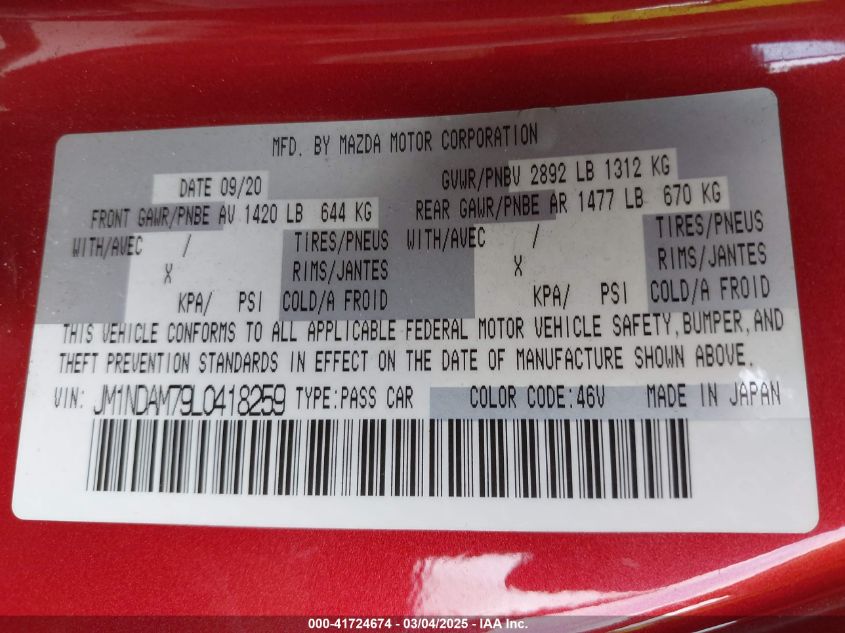 MFD. BY MAZDA MOTOR CORPORATION
DATE 09/20 GVWR/PNBV 2892 LB 1312 KG
FRONT GAWR/PNBE AV 1420 LB 644 KG REAR GAWR/PNBE AR 1477 LB 670 KG
WITH/AVEC / TIRES/PNEUS WITH/AVEC / TIRES/PNEUS
X RIMS/JANTES X RIMS/JANTES
KPA/ PSI COLD/A FROID KPA/ PSI COLD/A FROID
THIS VEHICLE CONFORMS TO ALL APPLICABLE FEDERAL MOTOR VEHICLE SAFETY, BUMPER, AND
THEFT PREVENTION STANDARDS IN EFFECT ON THE DATE OF MANUFACTURE SHOWN ABOVE.
VIN: JM1NDAM79L0418259 TYPE:PASS CAR COLOR CODE:46V MADE IN JAPAN
000-41724674 - 03/04/2025 - IAA Inc.